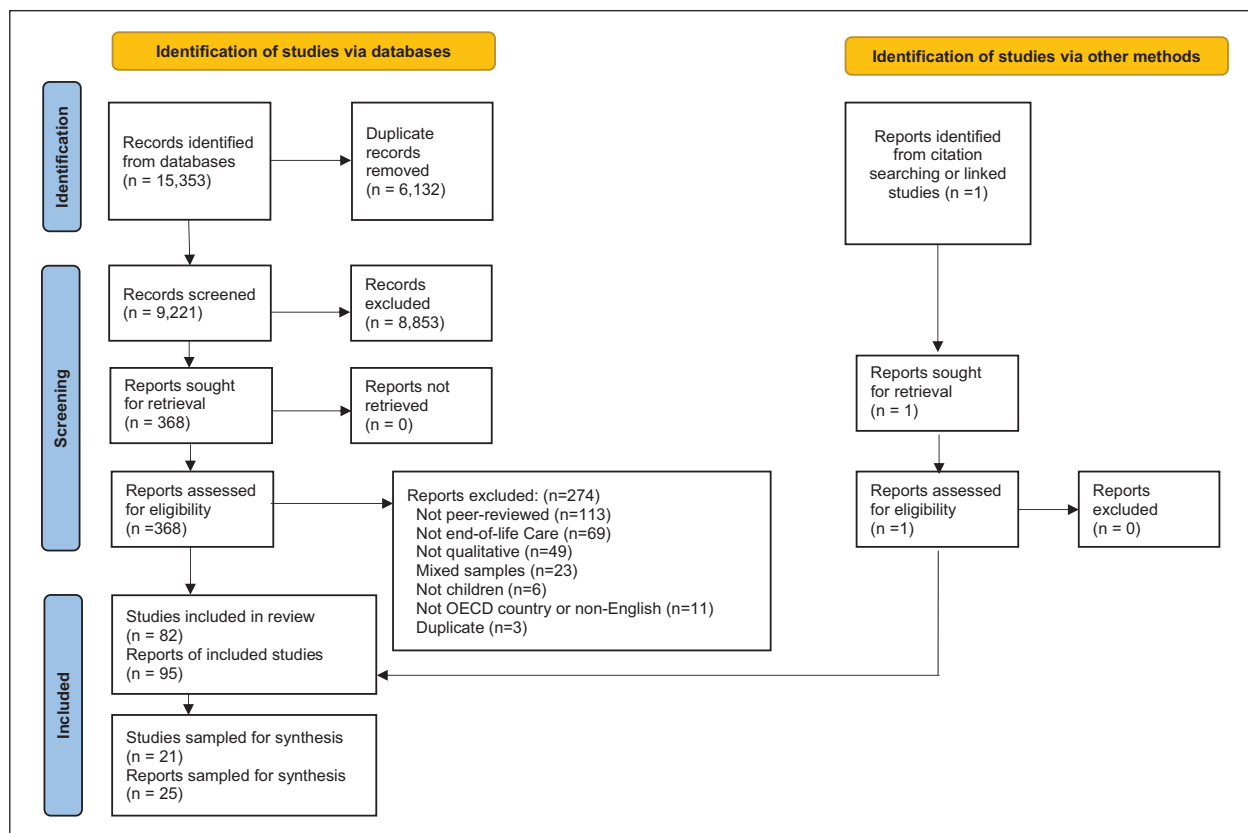 Identification of studies via databases
Identification of studies via other methods
Identification
Records identified
from databases
(n = 15,353)
Duplicate
records
removed
(n = 6,132)
Reports identified
from citation
searching or linked
studies (n =1)
Screening
Records screened
(n = 9,221)
Records
excluded
(n = 8,853)
Reports sought
for retrieval
(n = 368)
Reports not
retrieved
(n = 0)
Reports sought for
retrieval
(n = 1)
Reports assessed
for eligibility
(n =368)
Reports excluded: (n=274)
Not peer-reviewed (n=113)
Not end-of-life Care (n=69)
Not qualitative (n=49)
Mixed samples (n=23)
Not children (n=6)
Not OECD country or non-English (n=11)
Duplicate (n=3)
Reports assessed
for eligibility
(n =1)
Reports
excluded
(n = 0)
Included
Studies included in review
(n = 82)
Reports of included studies
(n = 95)
Studies sampled for synthesis
(n = 21)
Reports sampled for synthesis
(n = 25)